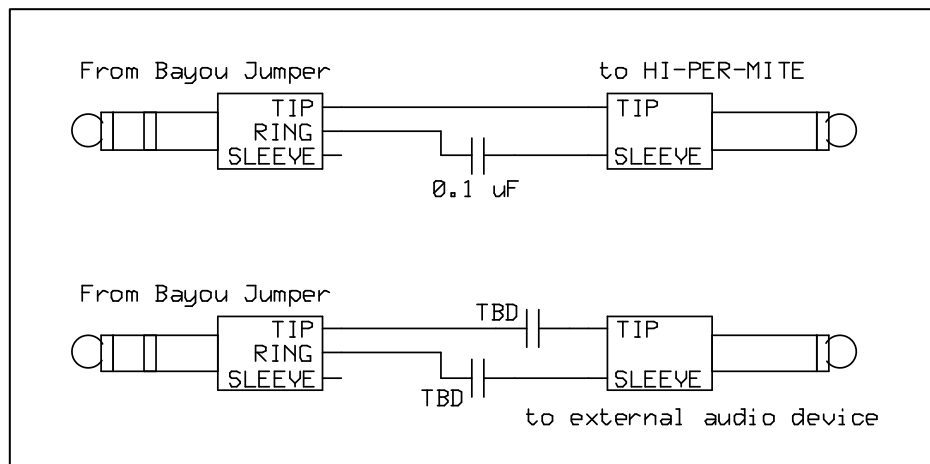 From Bayou Jumper
to HI-PER-MITE
TIP
RING
SLEEVE
TIP
SLEEVE
0.1 uF
From Bayou Jumper
TIP
RING
SLEEVE
TBD
TBD
TIP
SLEEVE
to external audio device